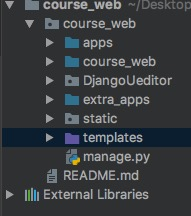 course_web ~/Desktop
course_web
apps
course_web
DjangoUeditor
extra_apps
static
templates
manage.py
README.md
External Libraries